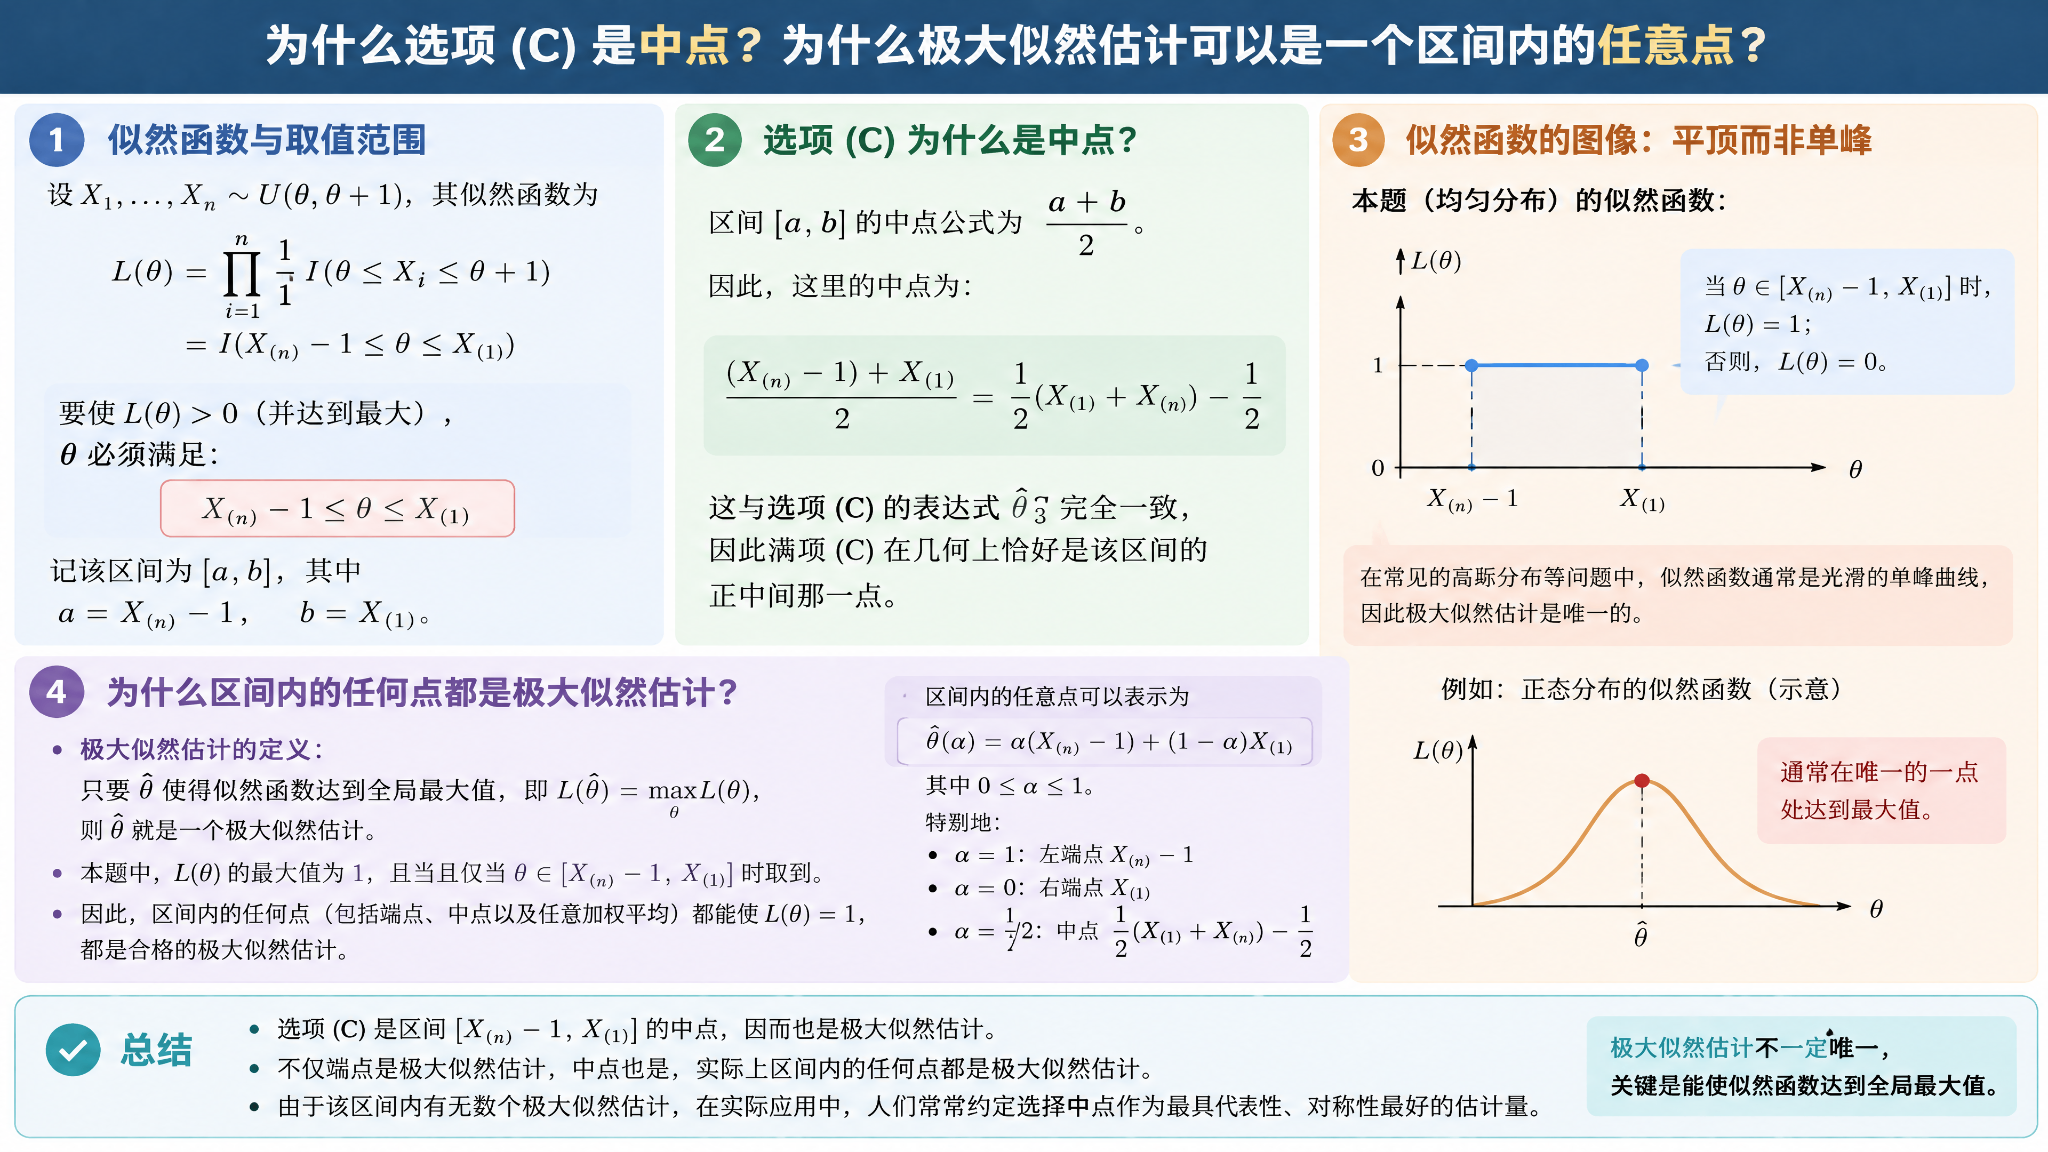 为什么选项 (C) 是中点？为什么极大似然估计可以是一个区间内的任意点？
1 似然函数与取值范围
设 X₁, …, Xₙ ∼ U(θ, θ + 1)，其似然函数为
L(θ) = ∏ᵢ₌₁ⁿ 1/1 I(θ ≤ Xᵢ ≤ θ + 1)
= I(X₍ₙ₎ − 1 ≤ θ ≤ X₍₁₎)
要使 L(θ) > 0（并达到最大），
θ 必须满足：
X₍ₙ₎ − 1 ≤ θ ≤ X₍₁₎
记该区间为 [a, b]，其中
a = X₍ₙ₎ − 1,  b = X₍₁₎。
2 选项 (C) 为什么是中点？
区间 [a, b] 的中点公式为 (a + b)/2。
因此，这里的中点为：
((X₍ₙ₎ − 1) + X₍₁₎)/2 = 1/2(X₍₁₎ + X₍ₙ₎) − 1/2
这与选项 (C) 的表达式 θ̂₃ 完全一致，
因此满项 (C) 在几何上恰好是该区间的
正中间那一点。
3 似然函数的图像：平顶而非单峰
本题（均匀分布）的似然函数：
L(θ)
当 θ ∈ [X₍ₙ₎ − 1, X₍₁₎] 时，
L(θ) = 1；
否则，L(θ) = 0。
1
0
θ
X₍ₙ₎ − 1
X₍₁₎
在常见的高分布等问题中，似然函数通常是光滑的单峰曲线，
因此极大似然估计是唯一的。
例如：正态分布的似然函数（示意）
L(θ)
通常在唯一的一点
处达到最大值。
θ
θ̂
4 为什么区间内的任何点都是极大似然估计？
• 极大似然估计的定义：
只要 θ̂ 使得似然函数达到全局最大值，即 L(θ̂) = max_θ L(θ)，
则 θ̂ 就是一个极大似然估计。
• 本题中，L(θ) 的最大值为 1，且当且仅当 θ ∈ [X₍ₙ₎ − 1, X₍₁₎] 时取到。
• 因此，区间内的任何点（包括端点、中点以及任意加权平均）都能使 L(θ) = 1，
都是合格的极大似然估计。
区间内的任意点可以表示为
θ̂(α) = α(X₍ₙ₎ − 1) + (1 − α)X₍₁₎
其中 0 ≤ α ≤ 1。
特别地：
• α = 1：左端点 X₍ₙ₎ − 1
• α = 0：右端点 X₍₁₎
• α = 1/2：中点 1/2(X₍₁₎ + X₍ₙ₎) − 1/2
总结
• 选项 (C) 是区间 [X₍ₙ₎ − 1, X₍₁₎] 的中点，因而也是极大似然估计。
• 不仅端点是极大似然估计，中点也是，实际上区间内的任何点都是极大似然估计。
• 由于该区间内有无数个极大似然估计，在实际应用中，人们常常约定选择中点作为最具代表性、对称性最好的估计量。
极大似然估计不一定唯一，
关键是能使似然函数达到全局最大值。